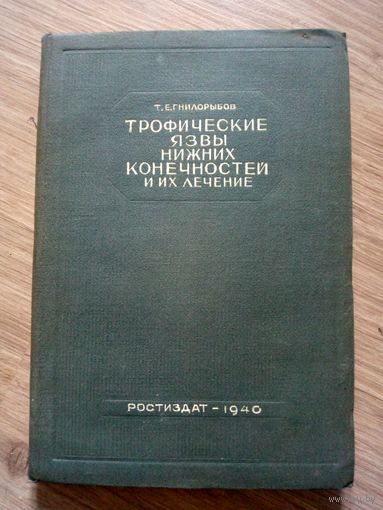 Т. Е. ГНИЛОРЫБОВ
ТРОФИЧЕСКИЕ
ЯЗВЫ
НИЖНИХ
КОНЕЧНОСТЕЙ
И ИХ ЛЕЧЕНИЕ
РОСТИЗДАТ – 1940